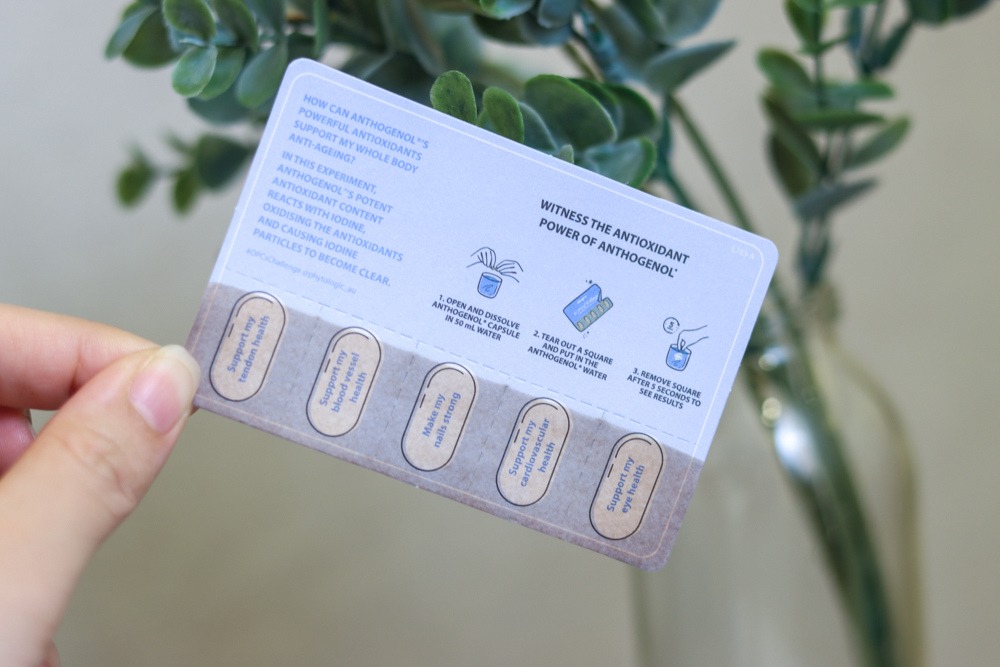 HOW CAN ANTHOGENOL™'S
POWERFUL ANTIOXIDANTS
SUPPORT MY WHOLE BODY
ANTI-AGEING?
IN THIS EXPERIMENT,
ANTHOGENOL™'S POTENT
ANTIOXIDANT CONTENT
REACTS WITH IODINE,
OXIDISING THE ANTIOXIDANTS
AND CAUSING IODINE
PARTICLES TO BECOME CLEAR.
#OPCsChallenge @phytologic_au
WITNESS THE ANTIOXIDANT
POWER OF ANTHOGENOL®
1. OPEN AND DISSOLVE
ANTHOGENOL® CAPSULE
IN 50 mL WATER
2. TEAR OUT A SQUARE
AND PUT IN THE
ANTHOGENOL® WATER
3. REMOVE SQUARE
AFTER 5 SECONDS TO
SEE RESULTS
Support my
tendon health
Support my
blood vessel
health
Make my
nails strong
Support my
cardiovascular
health
Support my
eye health